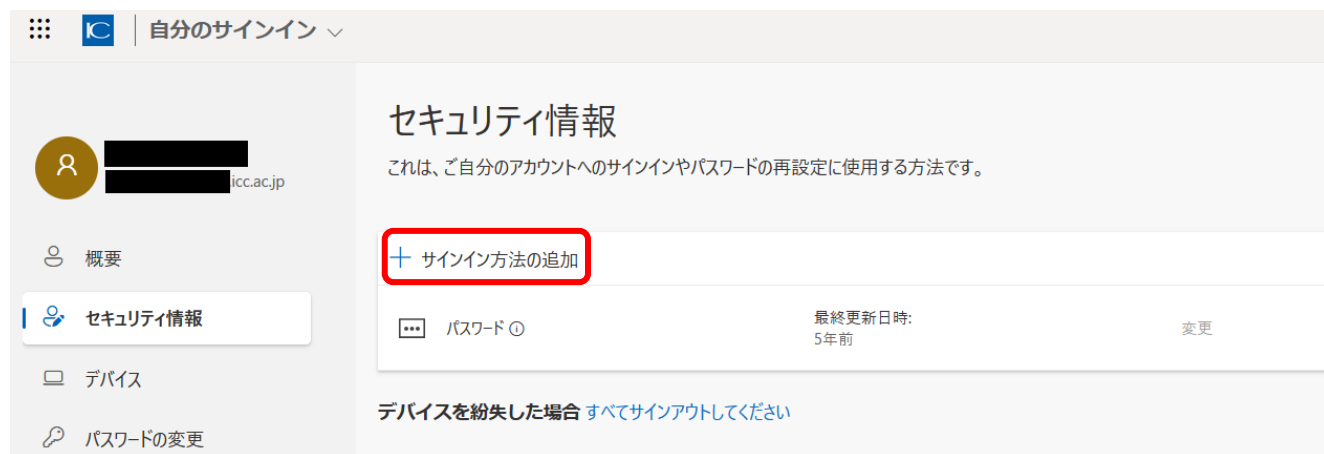 IC 自分のサインイン
セキュリティ情報
これは、ご自分のアカウントへのサインインやパスワードの再設定に使用する方法です。
icc.ac.jp
概要
セキュリティ情報
デバイス
パスワードの変更
+ サインイン方法の追加
パスワード
最終更新日時:
5年前
変更
デバイスを紛失した場合 すべてサインアウトしてください